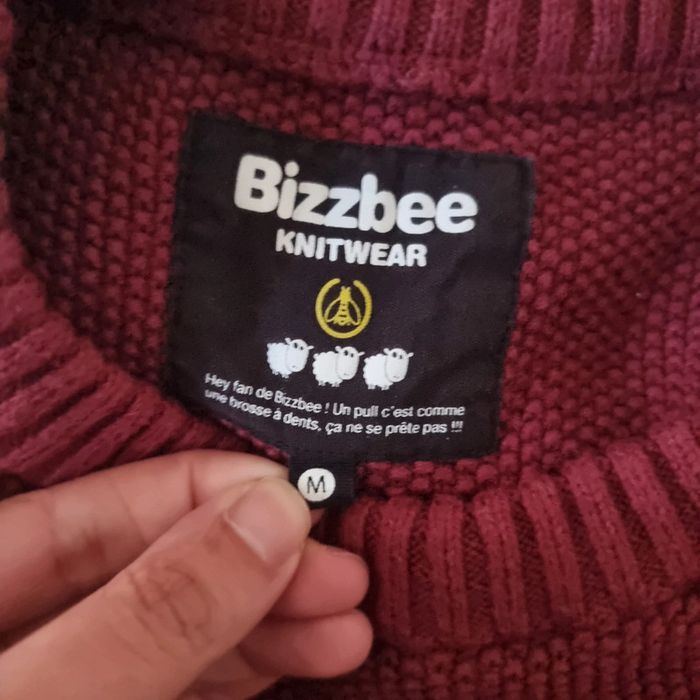 Bizzbee
KNITWEAR
Hey fan de Bizzbee ! Un pull c'est comme
une brosse à dents, ça ne se prête pas !!!
M